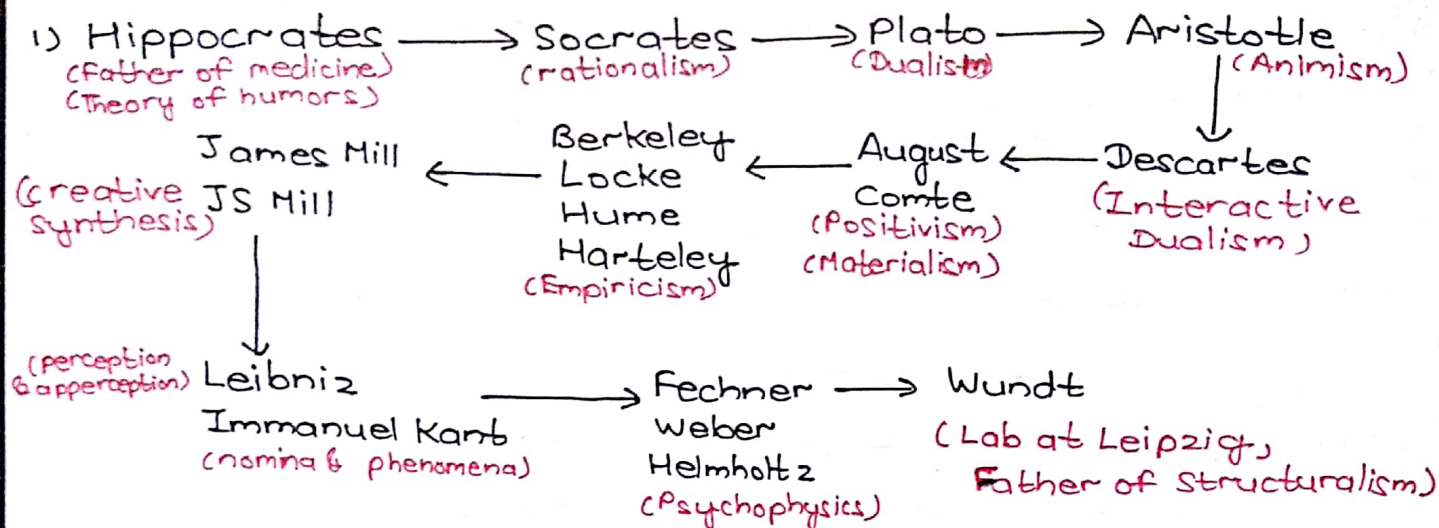 1) Hippocrates → Socrates → Plato → Aristotle
(Father of medicine) (rationalism) (Dualism) (Animism)
(Theory of humors)
Descartes
(Interactive
Dualism)
August
Comte
(Positivism)
(Materialism)
Berkeley
Locke
Hume
Harteley
(Empiricism)
James Mill
JS Mill
(creative
synthesis)
(perception
& apperception)
Leibniz
Immanuel Kant
(nomina & phenomena)
Fechner
Weber
Helmholtz
(Psychophysics)
Wundt
(Lab at Leipzig,
Father of structuralism)